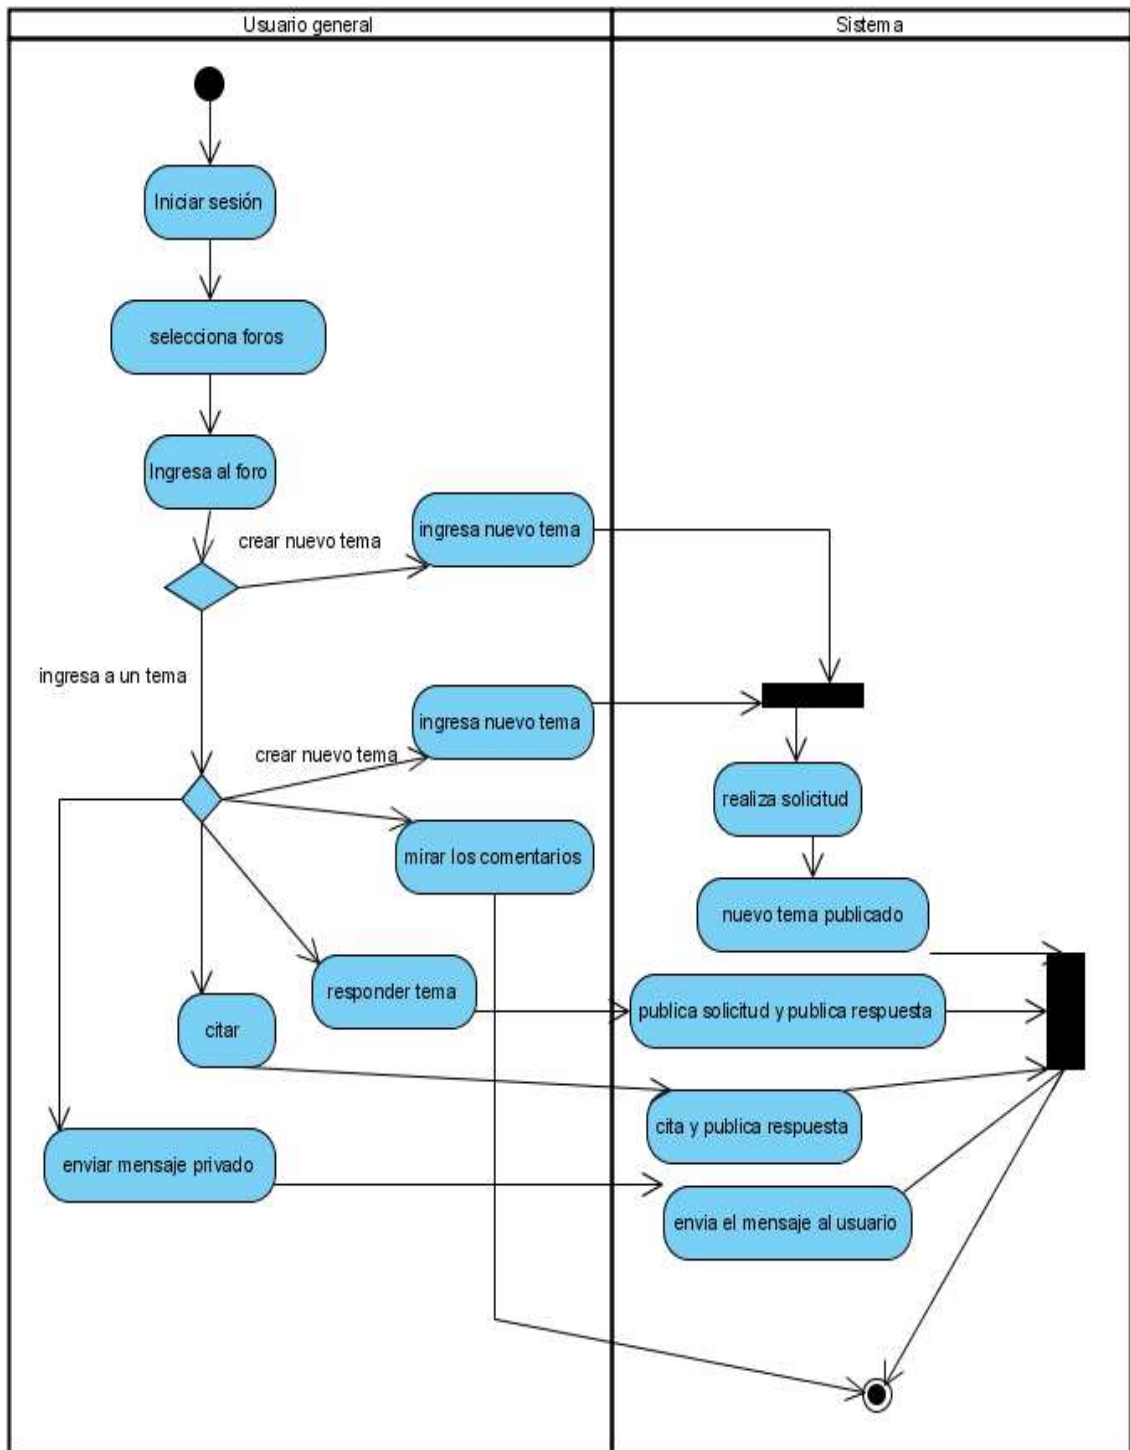 Usuario general
Sistema
Iniciar sesión
selecciona foros
Ingresa al foro
ingresa nuevo tema
crear nuevo tema
ingresa a un tema
ingresa nuevo tema
crear nuevo tema
realiza solicitud
mirar los comentarios
nuevo tema publicado
responder tema
publica solicitud y publica respuesta
citar
cita y publica respuesta
enviar mensaje privado
envia el mensaje al usuario